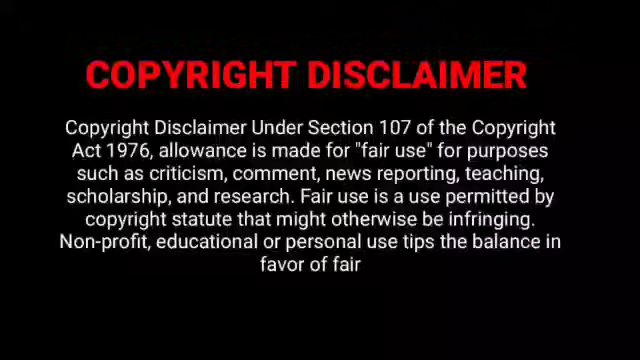 COPYRIGHT DISCLAIMER
Copyright Disclaimer Under Section 107 of the Copyright
Act 1976, allowance is made for "fair use" for purposes
such as criticism, comment, news reporting, teaching,
scholarship, and research. Fair use is a use permitted by
copyright statute that might otherwise be infringing.
Non-profit, educational or personal use tips the balance in
favor of fair